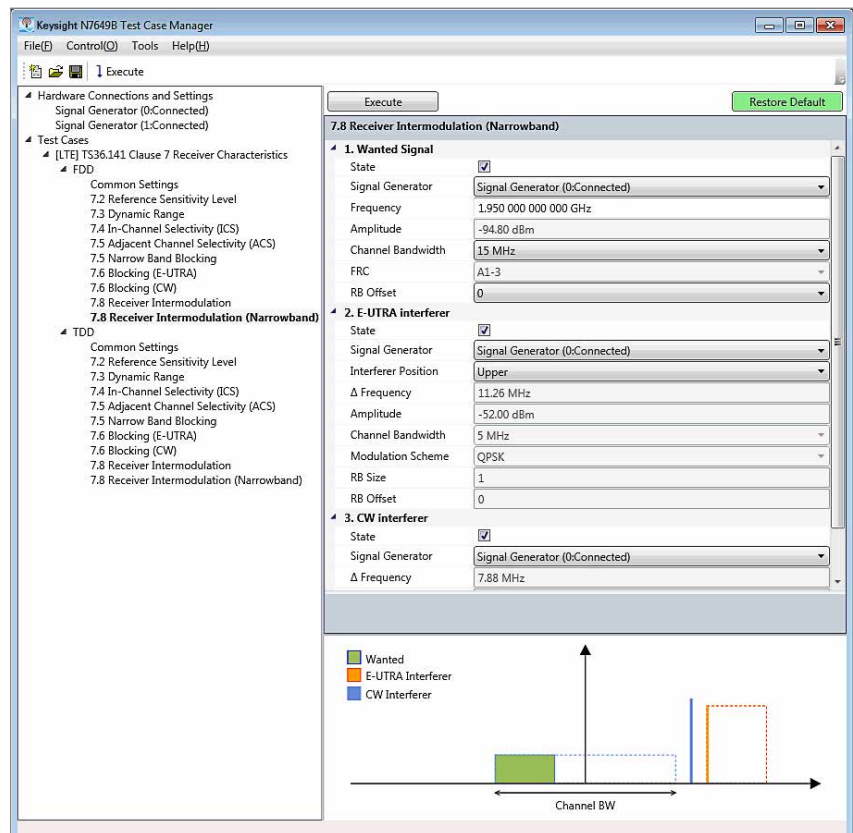 Keysight N7649B Test Case Manager
File(F) Control(O) Tools Help(H)
Execute
Hardware Connections and Settings
Signal Generator (0:Connected)
Signal Generator (1:Connected)
Test Cases
[LTE] TS36.141 Clause 7 Receiver Characteristics
FDD
Common Settings
7.2 Reference Sensitivity Level
7.3 Dynamic Range
7.4 In-Channel Selectivity (ICS)
7.5 Adjacent Channel Selectivity (ACS)
7.5 Narrow Band Blocking
7.6 Blocking (E-UTRA)
7.6 Blocking (CW)
7.8 Receiver Intermodulation
7.8 Receiver Intermodulation (Narrowband)
TDD
Common Settings
7.2 Reference Sensitivity Level
7.3 Dynamic Range
7.4 In-Channel Selectivity (ICS)
7.5 Adjacent Channel Selectivity (ACS)
7.5 Narrow Band Blocking
7.6 Blocking (E-UTRA)
7.6 Blocking (CW)
7.8 Receiver Intermodulation
7.8 Receiver Intermodulation (Narrowband)
Execute Restore Default
7.8 Receiver Intermodulation (Narrowband)
1. Wanted Signal
State
Signal Generator Signal Generator (0:Connected)
Frequency 1.950 000 000 000 GHz
Amplitude -94.80 dBm
Channel Bandwidth 15 MHz
FRC A1-3
RB Offset 0
2. E-UTRA interferer
State
Signal Generator Signal Generator (0:Connected)
Interferer Position Upper
Δ Frequency 11.26 MHz
Amplitude -52.00 dBm
Channel Bandwidth 5 MHz
Modulation Scheme QPSK
RB Size 1
RB Offset 0
3. CW interferer
State
Signal Generator Signal Generator (0:Connected)
Δ Frequency 7.88 MHz
Wanted
E-UTRA Interferer
CW Interferer
Channel BW